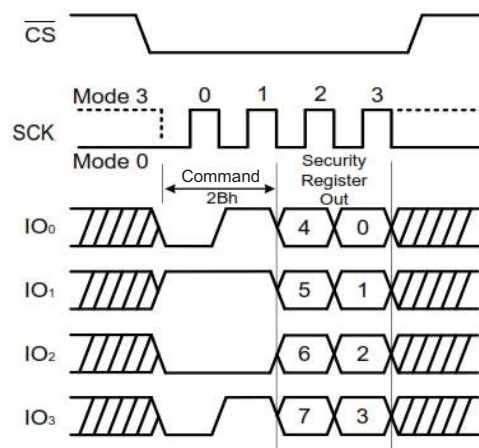 CS
Mode 3 0 1 2 3
SCK
Mode 0
Command
2Bh
Security
Register
Out
IO0 4 0
IO1 5 1
IO2 6 2
IO3 7 3